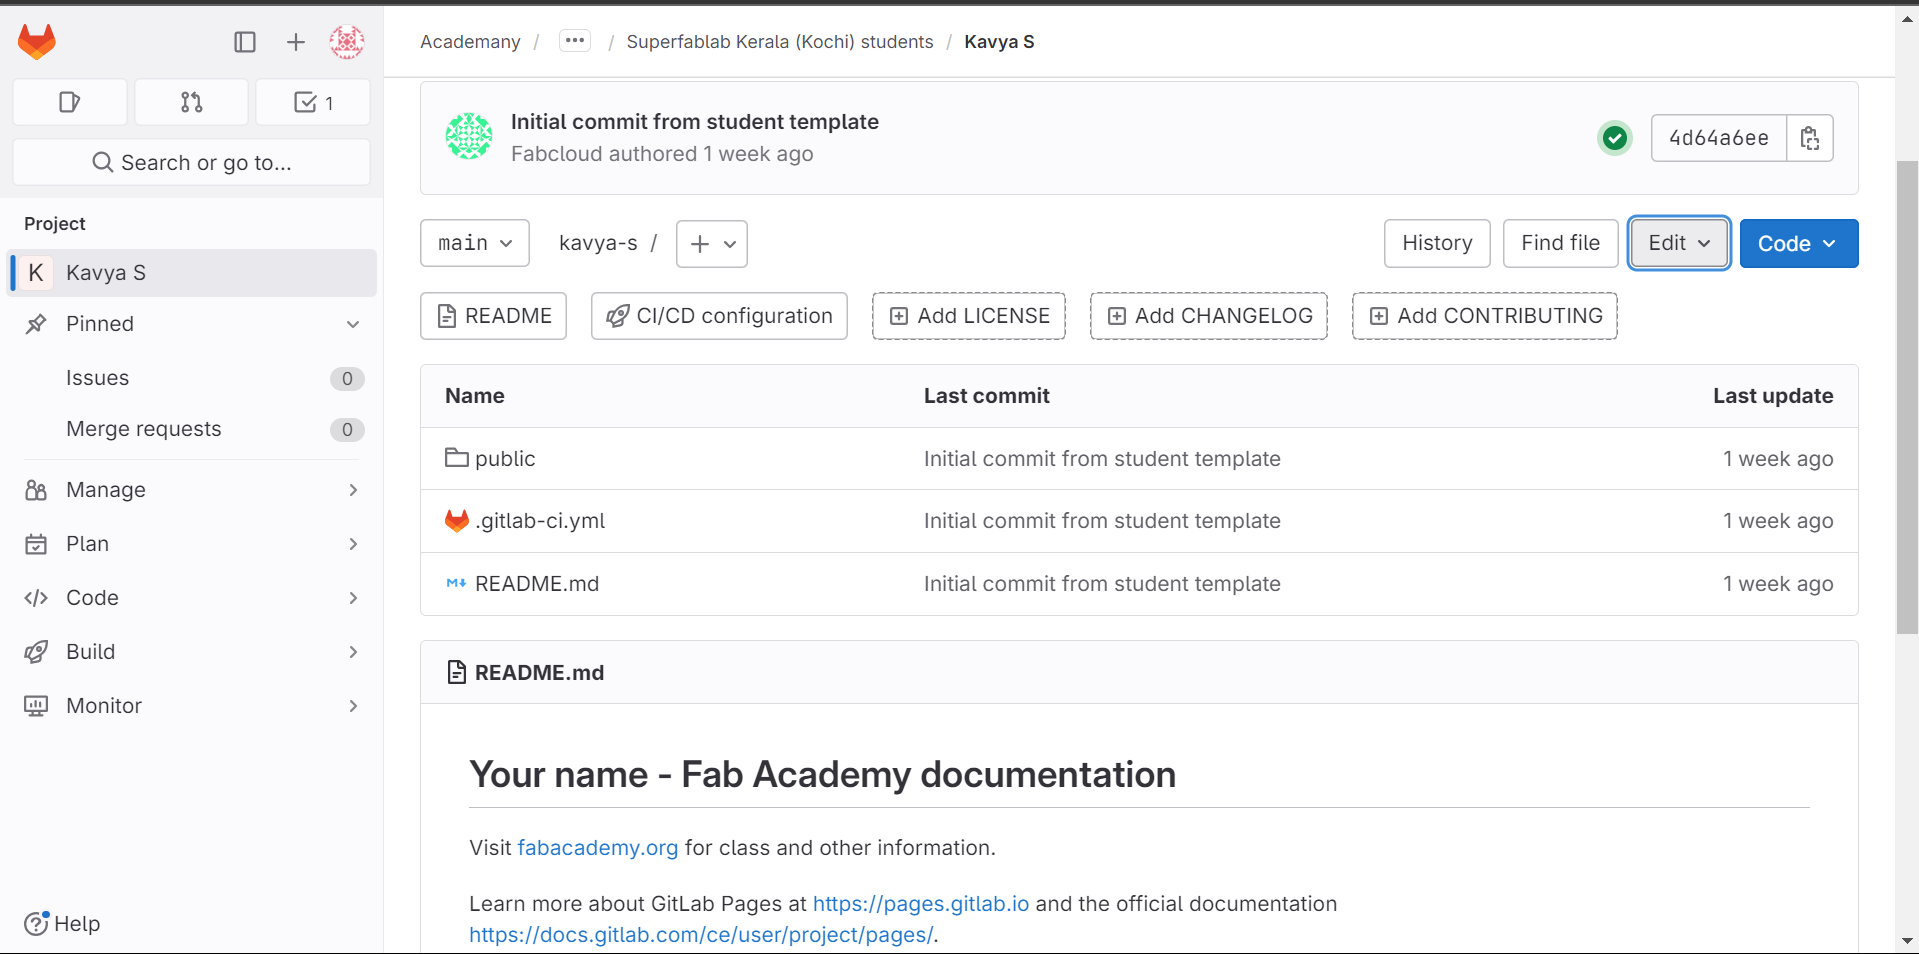 Academany / ••• / Superfablab Kerala (Kochi) students / Kavya S
1
Search or go to...
Project
K Kavya S
Pinned
Issues 0
Merge requests 0
Manage
Plan
Code
Build
Monitor
Help
Initial commit from student template
Fabcloud authored 1 week ago
4d64a6ee
main kavya-s / + History Find file Edit Code
README CI/CD configuration Add LICENSE Add CHANGELOG Add CONTRIBUTING
Name Last commit Last update
public Initial commit from student template 1 week ago
.gitlab-ci.yml Initial commit from student template 1 week ago
M README.md Initial commit from student template 1 week ago
README.md
Your name - Fab Academy documentation
Visit fabacademy.org for class and other information.
Learn more about GitLab Pages at https://pages.gitlab.io and the official documentation
https://docs.gitlab.com/ce/user/project/pages/.